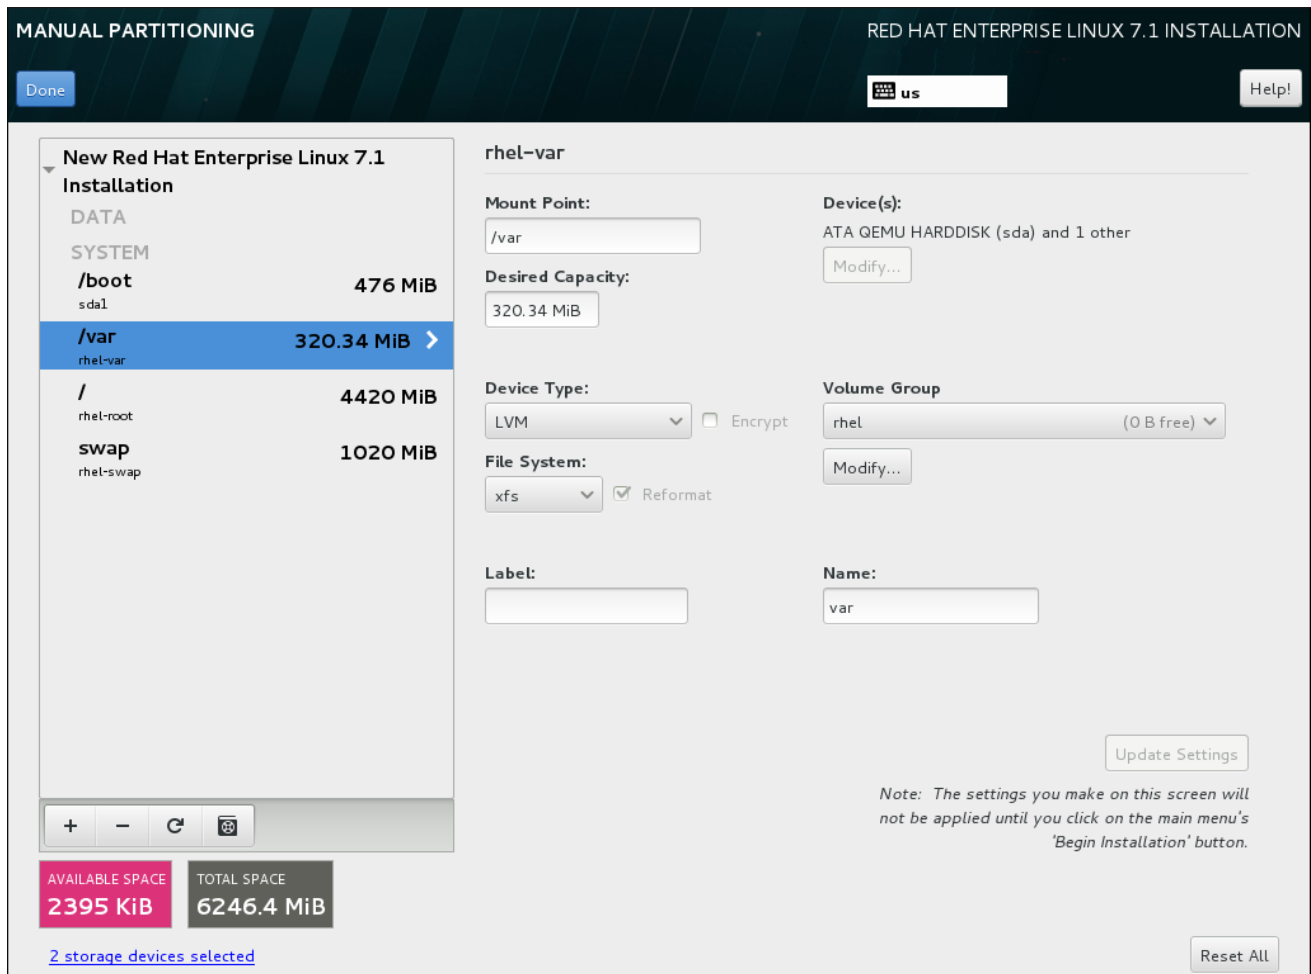 MANUAL PARTITIONING
RED HAT ENTERPRISE LINUX 7.1 INSTALLATION
Done
us
Help!
New Red Hat Enterprise Linux 7.1
Installation
DATA
SYSTEM
/boot
476 MiB
sda1
/var
320.34 MiB
rhel-var
/
4420 MiB
rhel-root
swap
1020 MiB
rhel-swap
+ −
AVAILABLE SPACE
2395 KiB
TOTAL SPACE
6246.4 MiB
2 storage devices selected
rhel-var
Mount Point:
/var
Device(s):
ATA QEMU HARDDISK (sda) and 1 other
Modify...
Desired Capacity:
320.34 MiB
Device Type:
LVM
Encrypt
Volume Group
rhel (0 B free)
Modify...
File System:
xfs
Reformat
Label:
Name:
var
Update Settings
Note: The settings you make on this screen will
not be applied until you click on the main menu's
'Begin Installation' button.
Reset All